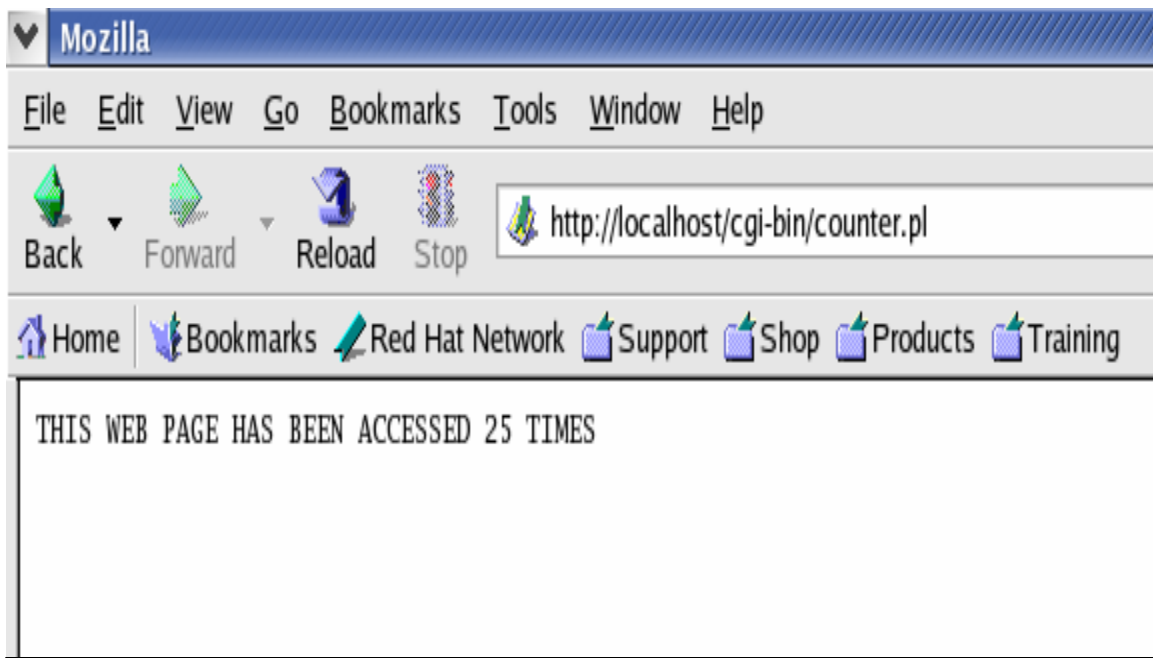 Mozilla
File Edit View Go Bookmarks Tools Window Help
http://localhost/cgi-bin/counter.pl
Back Forward Reload Stop
Home Bookmarks Red Hat Network Support Shop Products Training
THIS WEB PAGE HAS BEEN ACCESSED 25 TIMES